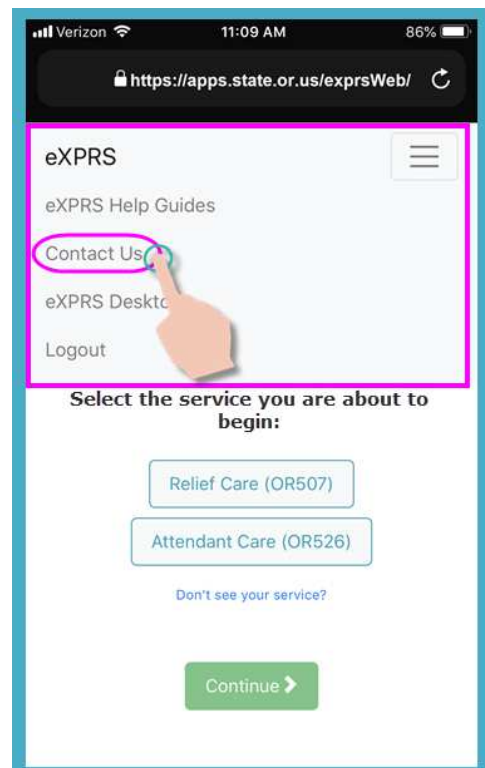 Verizon 11:09 AM 86%
https://apps.state.or.us/exprsWeb/
eXPRS
eXPRS Help Guides
Contact Us
eXPRS Deskto
Logout
Select the service you are about to
begin:
Relief Care (OR507)
Attendant Care (OR526)
Don't see your service?
Continue